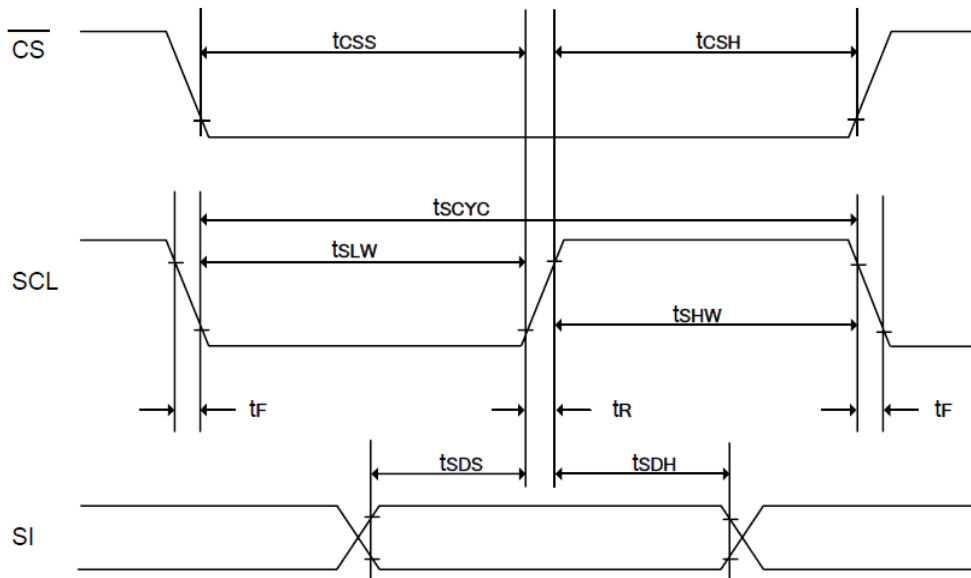 CS
tCSS
tCSH
tSCYC
tSLW
SCL
tSHW
tF
tR
tF
tSDS
tSDH
SI